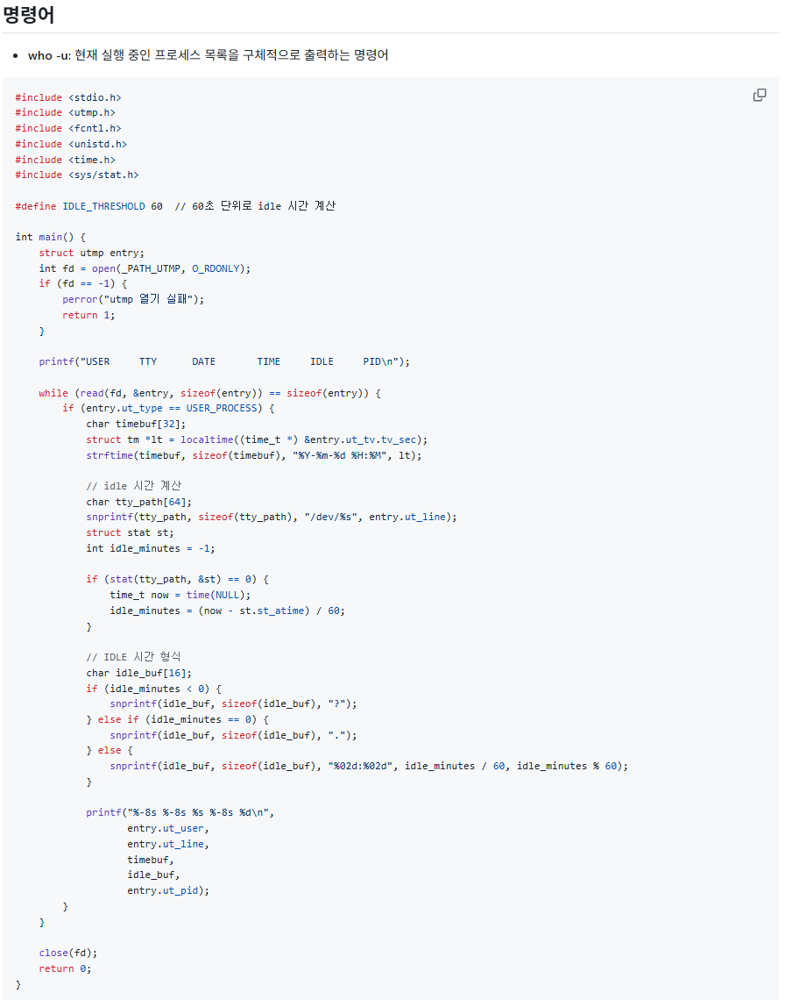 명령어
who -u: 현재 실행 중인 프로세스 목록을 구체적으로 출력하는 명령어
#include <stdio.h>
#include <utmp.h>
#include <fcntl.h>
#include <unistd.h>
#include <time.h>
#include <sys/stat.h>
#define IDLE_THRESHOLD 60  // 60초 단위로 idle 시간 계산
int main() {
    struct utmp entry;
    int fd = open(_PATH_UTMP, O_RDONLY);
    if (fd == -1) {
        perror("utmp 열기 실패");
        return 1;
    }
    printf("USER     TTY      DATE       TIME     IDLE     PID\n");
    while (read(fd, &entry, sizeof(entry)) == sizeof(entry)) {
        if (entry.ut_type == USER_PROCESS) {
            char timebuf[32];
            struct tm *lt = localtime((time_t *) &entry.ut_tv.tv_sec);
            strftime(timebuf, sizeof(timebuf), "%Y-%m-%d %H:%M", lt);
            // idle 시간 계산
            char tty_path[64];
            snprintf(tty_path, sizeof(tty_path), "/dev/%s", entry.ut_line);
            struct stat st;
            int idle_minutes = -1;
            if (stat(tty_path, &st) == 0) {
                time_t now = time(NULL);
                idle_minutes = (now - st.st_atime) / 60;
            }
            // IDLE 시간 형식
            char idle_buf[16];
            if (idle_minutes < 0) {
                snprintf(idle_buf, sizeof(idle_buf), "?");
            } else if (idle_minutes == 0) {
                snprintf(idle_buf, sizeof(idle_buf), ".");
            } else {
                snprintf(idle_buf, sizeof(idle_buf), "%02d:%02d", idle_minutes / 60, idle_minutes % 60);
            }
            printf("%-8s %-8s %s %-8s %d\n",
                   entry.ut_user,
                   entry.ut_line,
                   timebuf,
                   idle_buf,
                   entry.ut_pid);
        }
    }
    close(fd);
    return 0;
}